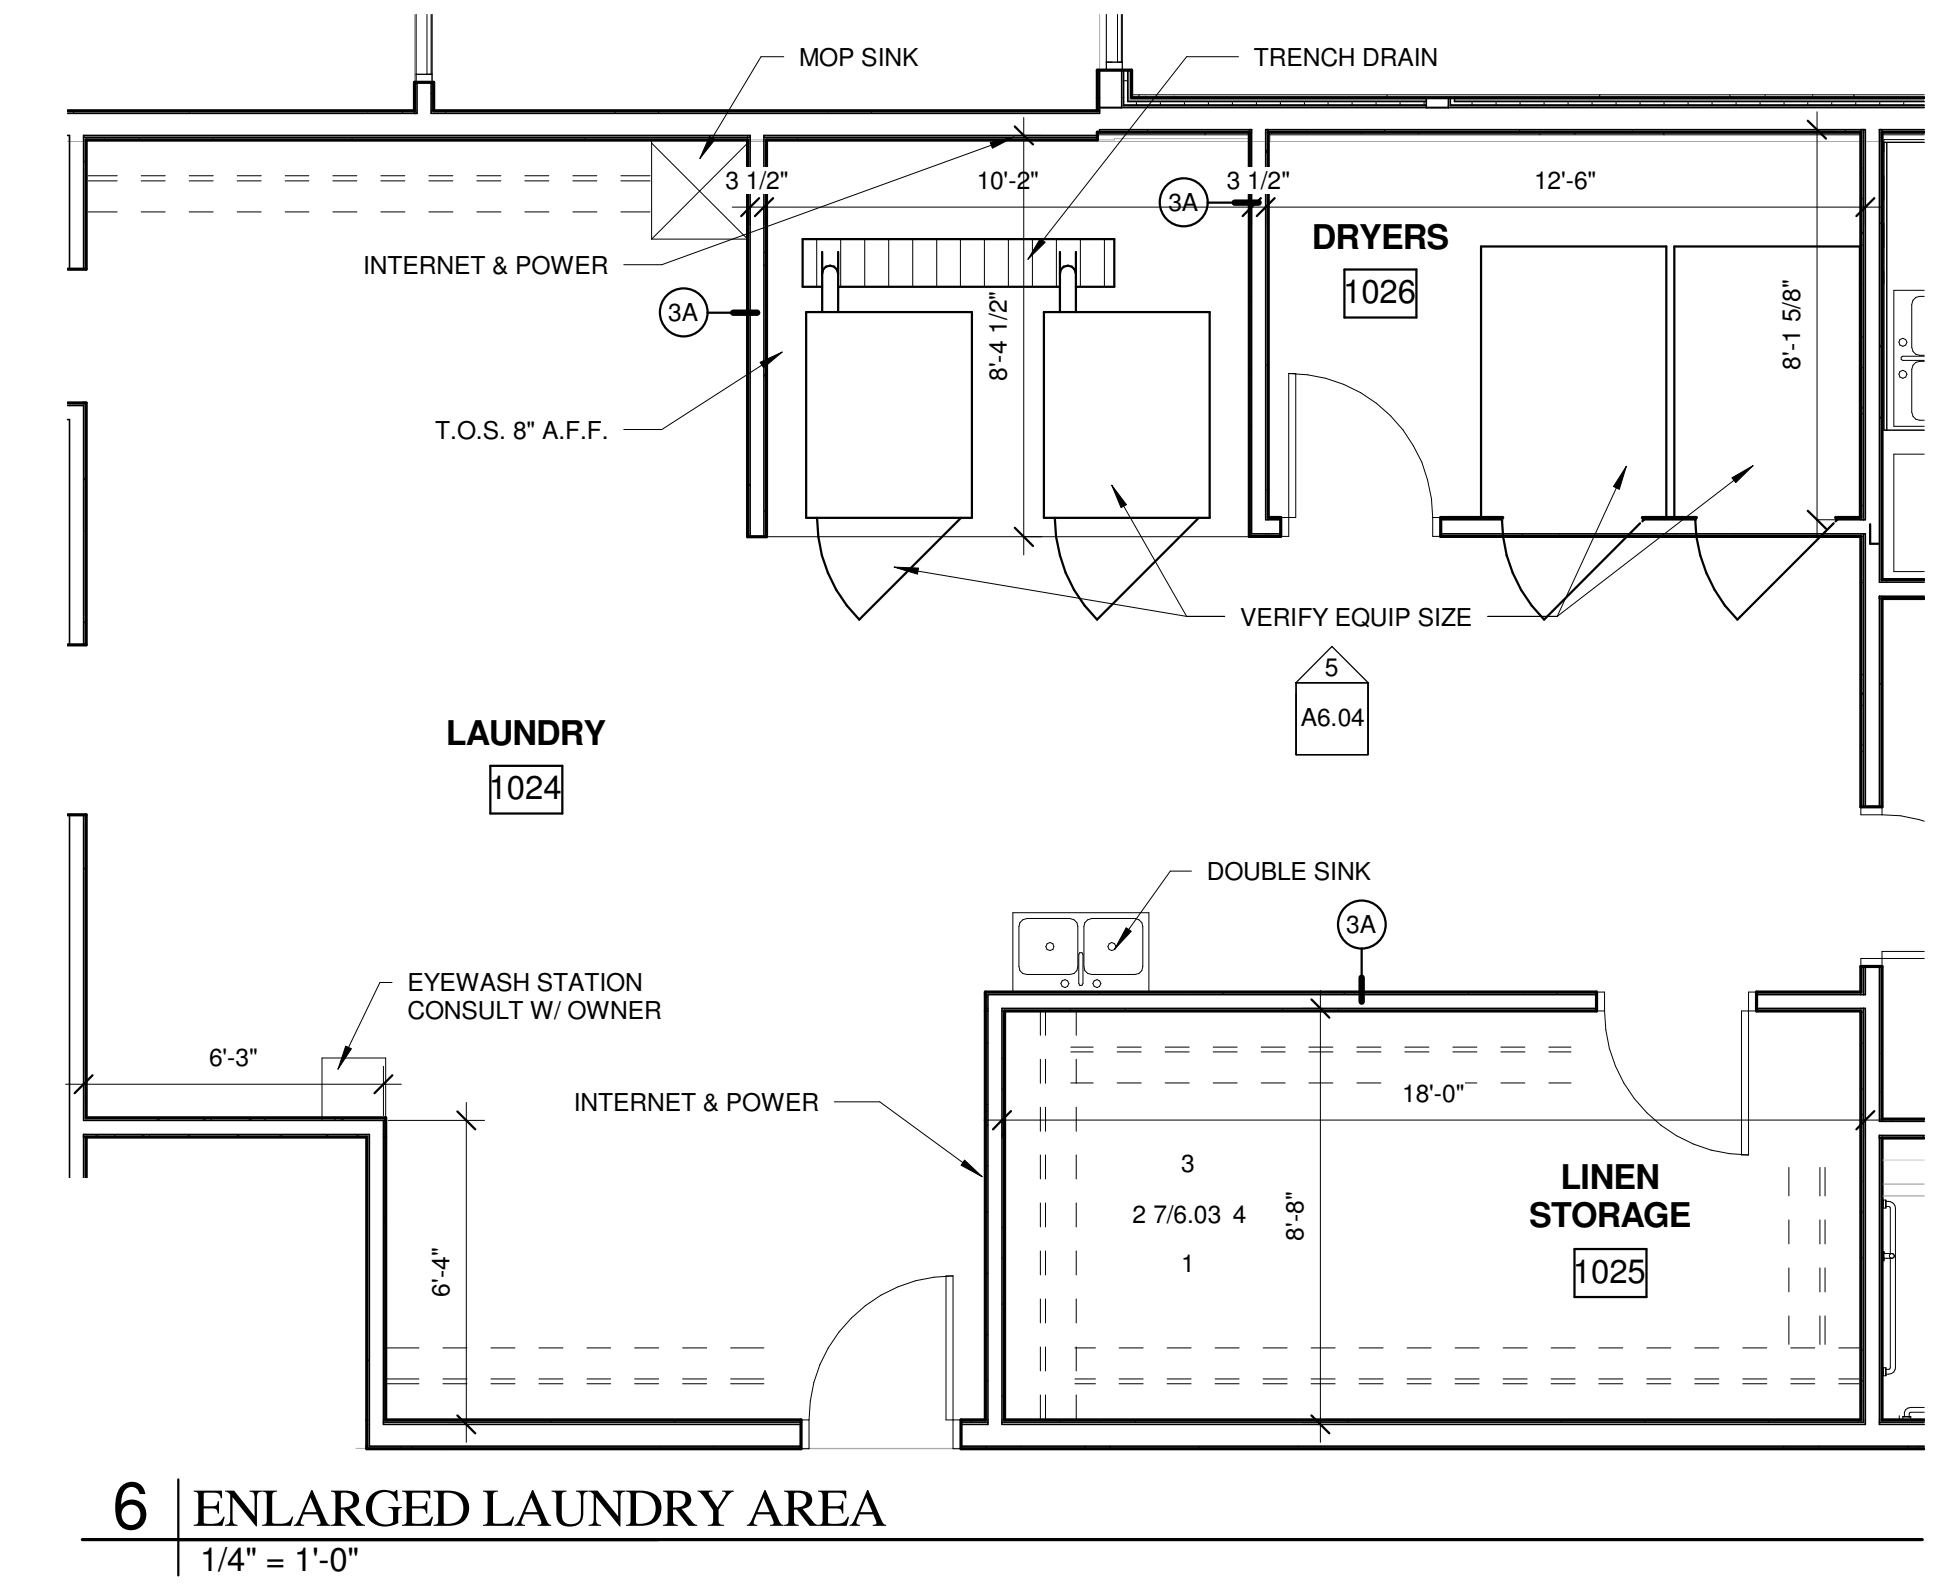 MOP SINK
TRENCH DRAIN
3 1/2"
10'-2"
3 1/2"
12'-6"
3A
DRYERS
1026
INTERNET & POWER
3A
8'-4 1/2"
8'-1 5/8"
T.O.S. 8" A.F.F.
VERIFY EQUIP SIZE
5
A6.04
LAUNDRY
1024
DOUBLE SINK
3A
EYEWASH STATION
CONSULT W/ OWNER
6'-3"
INTERNET & POWER
18'-0"
3
2 7/6.03 4
1
8'-8"
LINEN
STORAGE
1025
6'-4"
6
ENLARGED LAUNDRY AREA
1/4" = 1'-0"